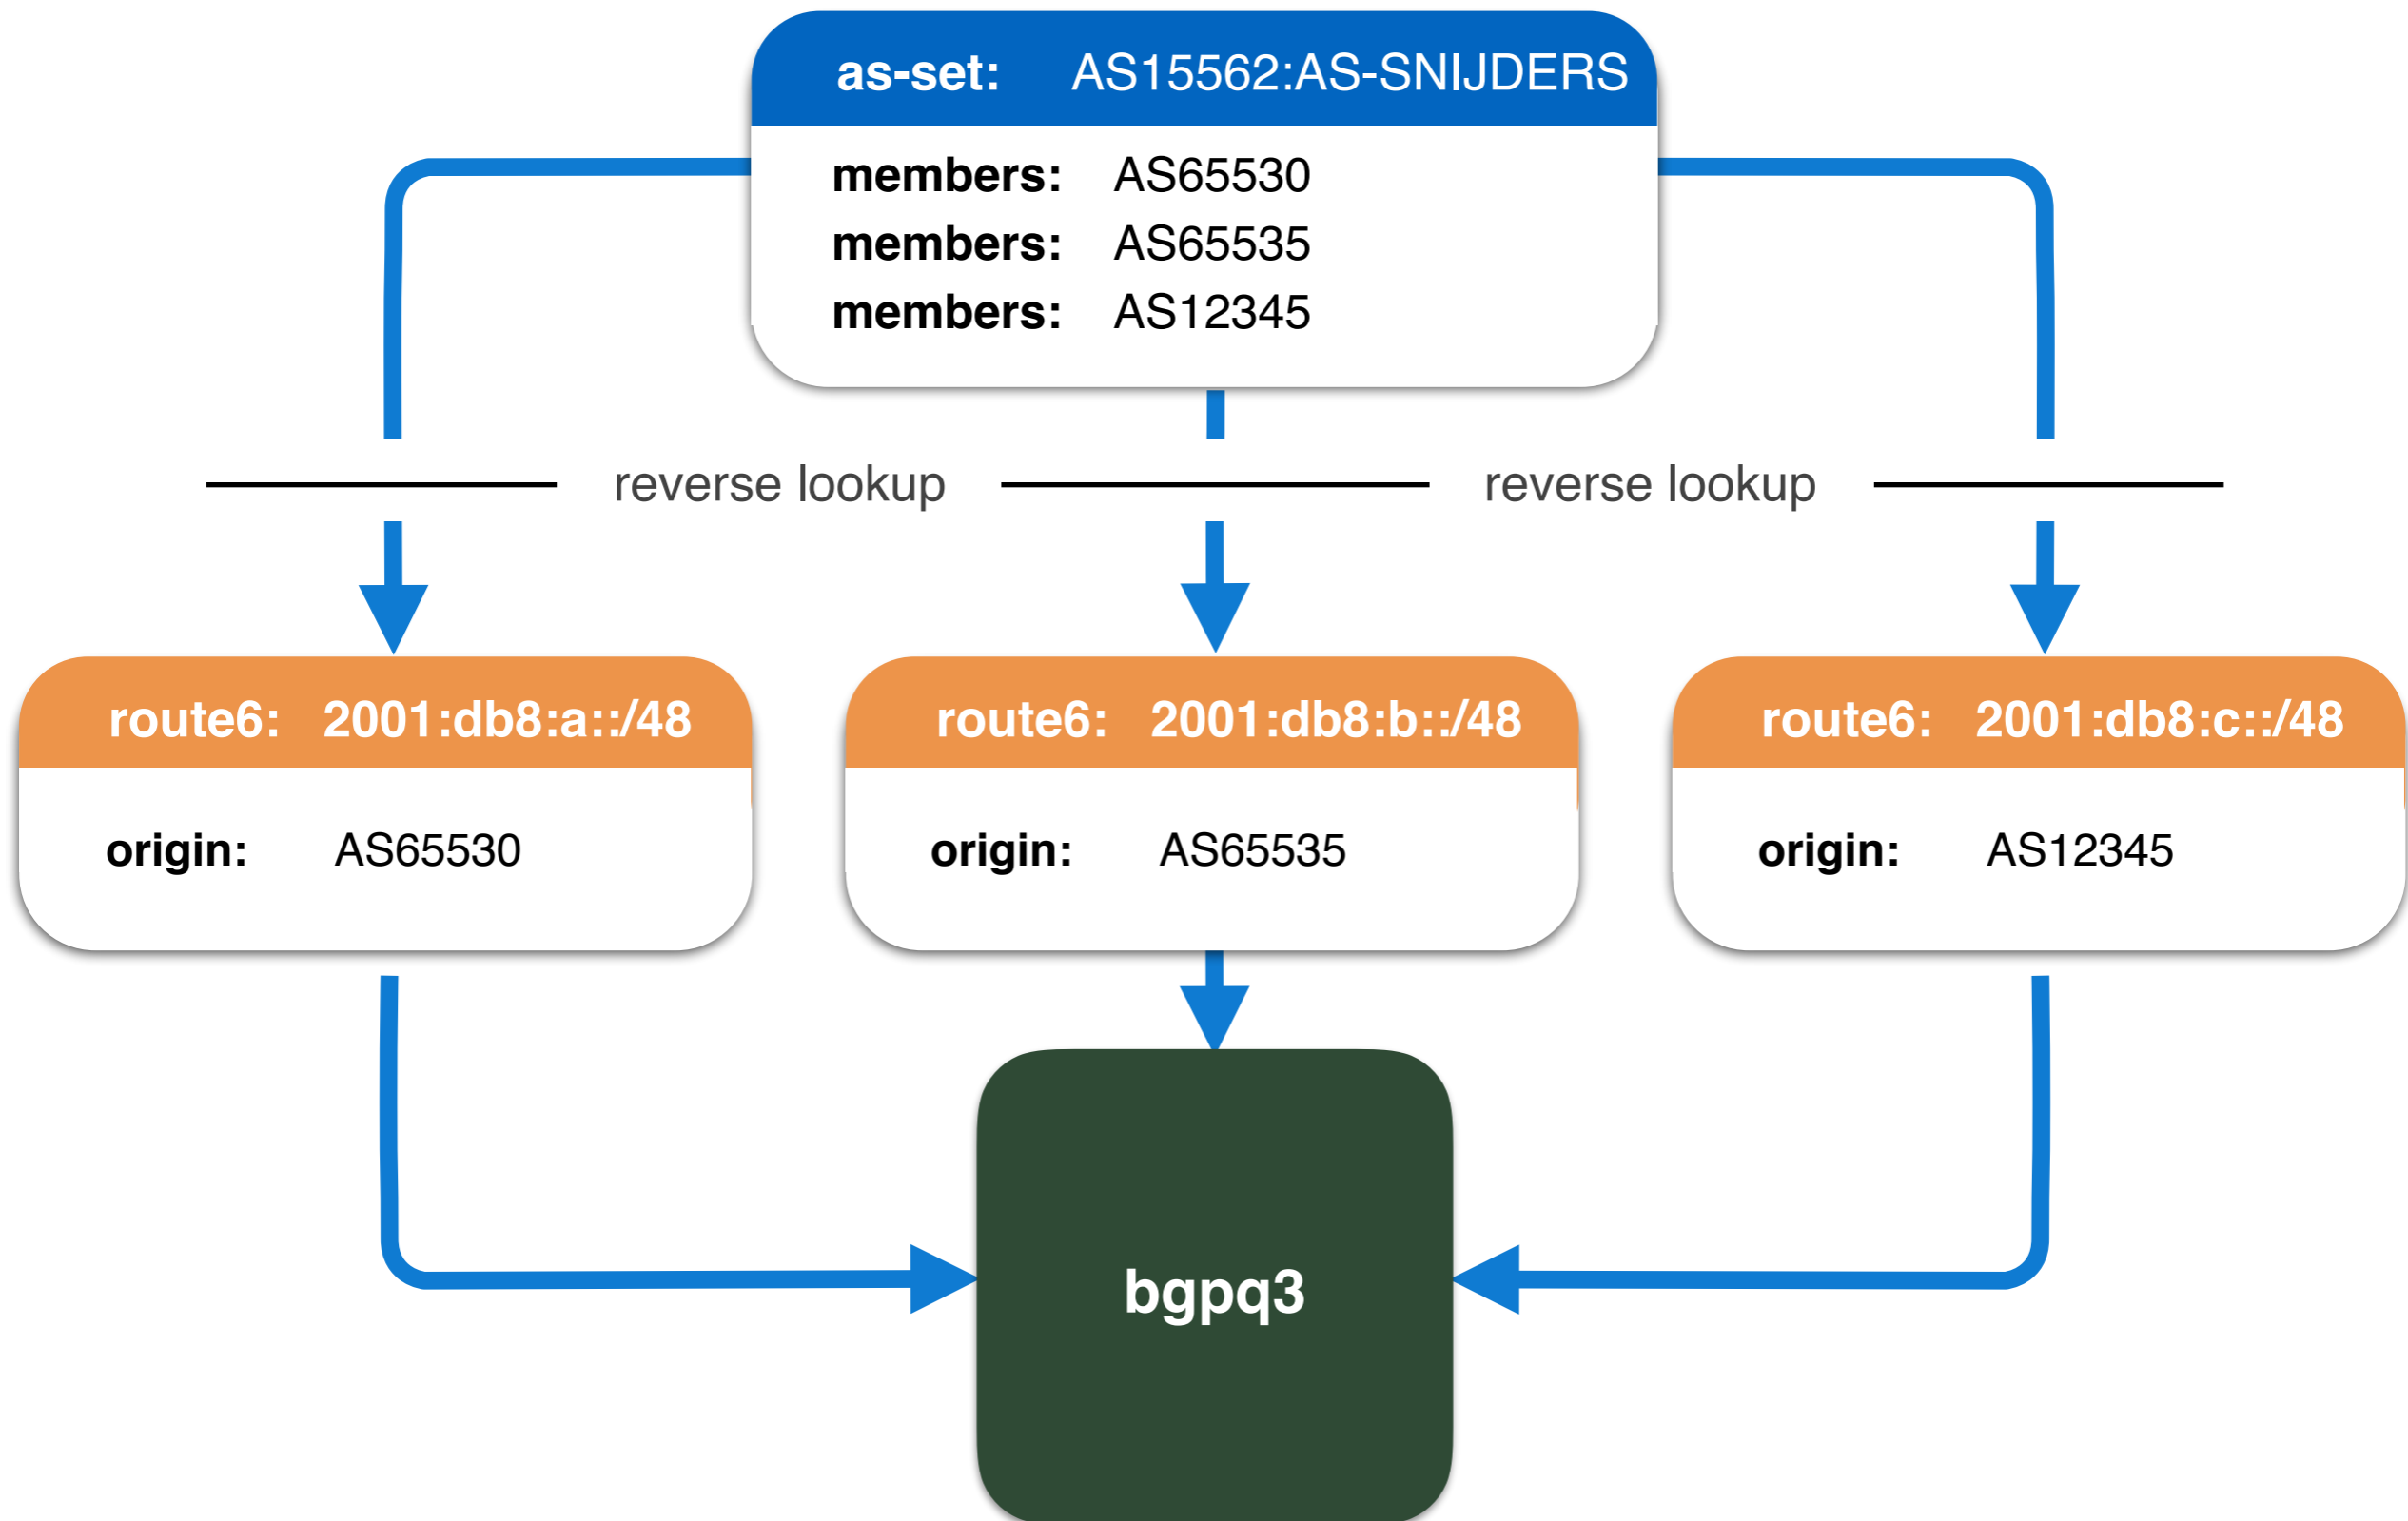 as-set: AS15562:AS-SNIJDERS
members: AS65530
members: AS65535
members: AS12345
reverse lookup reverse lookup
route6: 2001:db8:a::/48
origin: AS65530
route6: 2001:db8:b::/48
origin: AS65535
route6: 2001:db8:c::/48
origin: AS12345
bgpq3